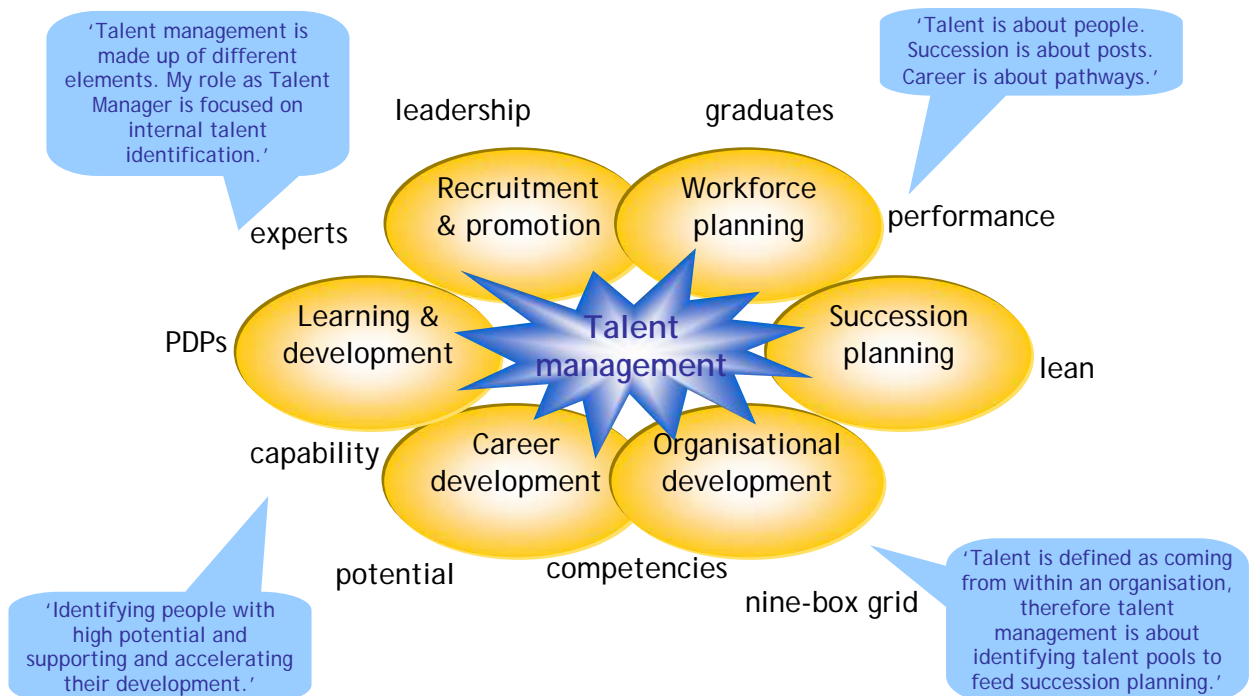 ‘Talent management is
made up of different
elements. My role as Talent
Manager is focused on
internal talent
identification.’
‘Talent is about people.
Succession is about posts.
Career is about pathways.’
leadership
graduates
Recruitment
& promotion
Workforce
planning
experts
performance
PDPs
Learning &
development
Talent
management
Succession
planning
lean
capability
Career
development
Organisational
development
potential
competencies
nine-box grid
‘Identifying people with
high potential and
supporting and accelerating
their development.’
‘Talent is defined as coming
from within an organisation,
therefore talent
management is about
identifying talent pools to
feed succession planning.’